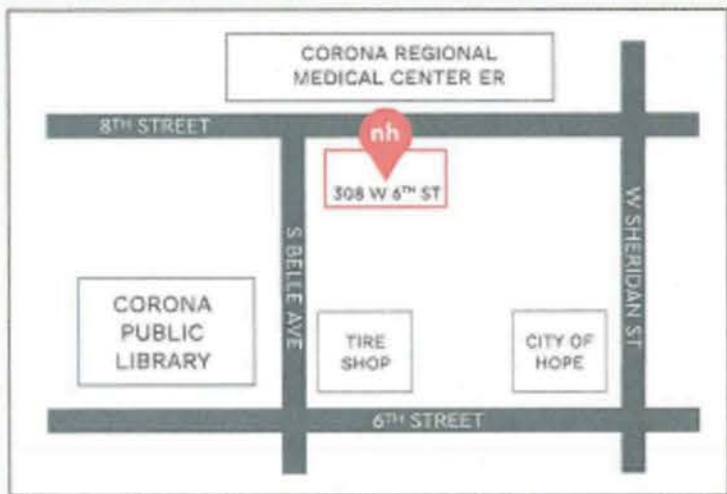 CORONA REGIONAL
MEDICAL CENTER ER
8TH STREET
nh
308 W 6TH ST
S BELLE AVE
W SHERIDAN ST
CORONA
PUBLIC
LIBRARY
TIRE
SHOP
CITY OF
HOPE
6TH STREET